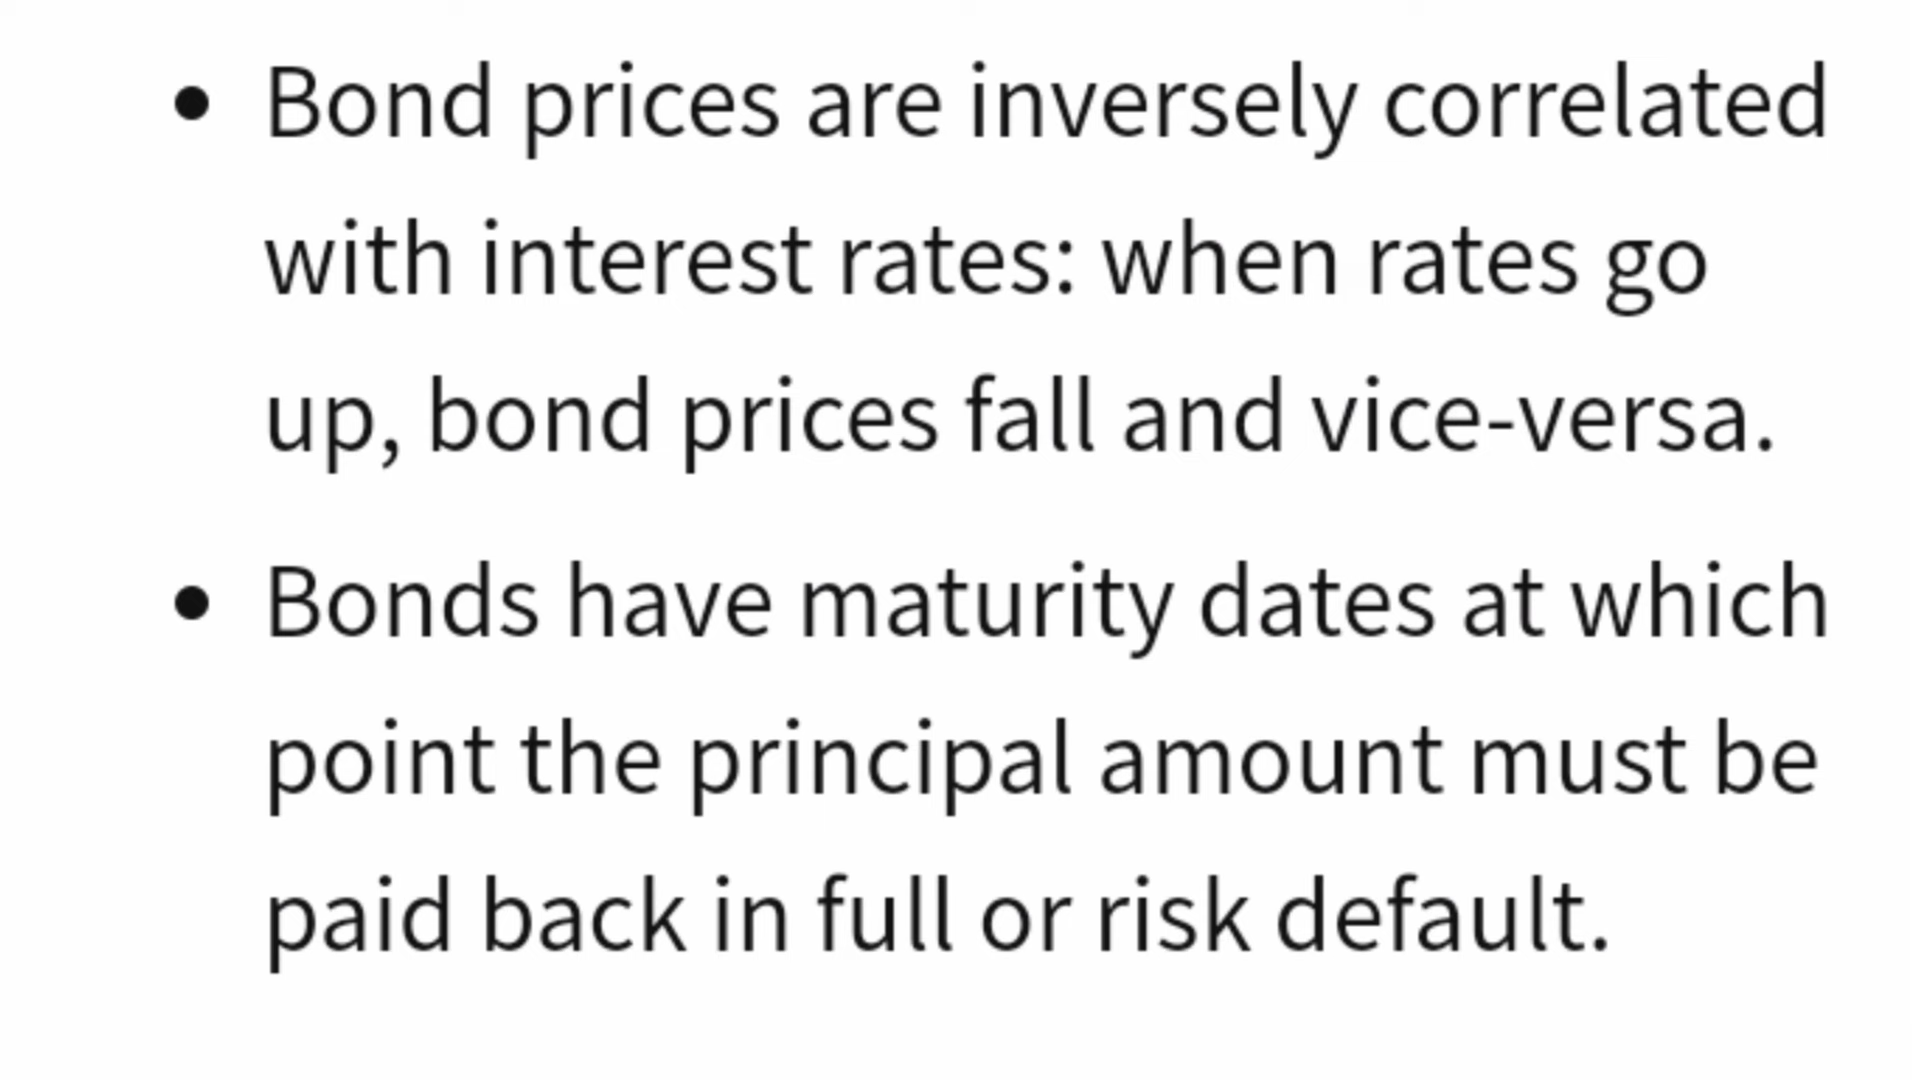 • Bond prices are inversely correlated
with interest rates: when rates go
up, bond prices fall and vice-versa.
• Bonds have maturity dates at which
point the principal amount must be
paid back in full or risk default.